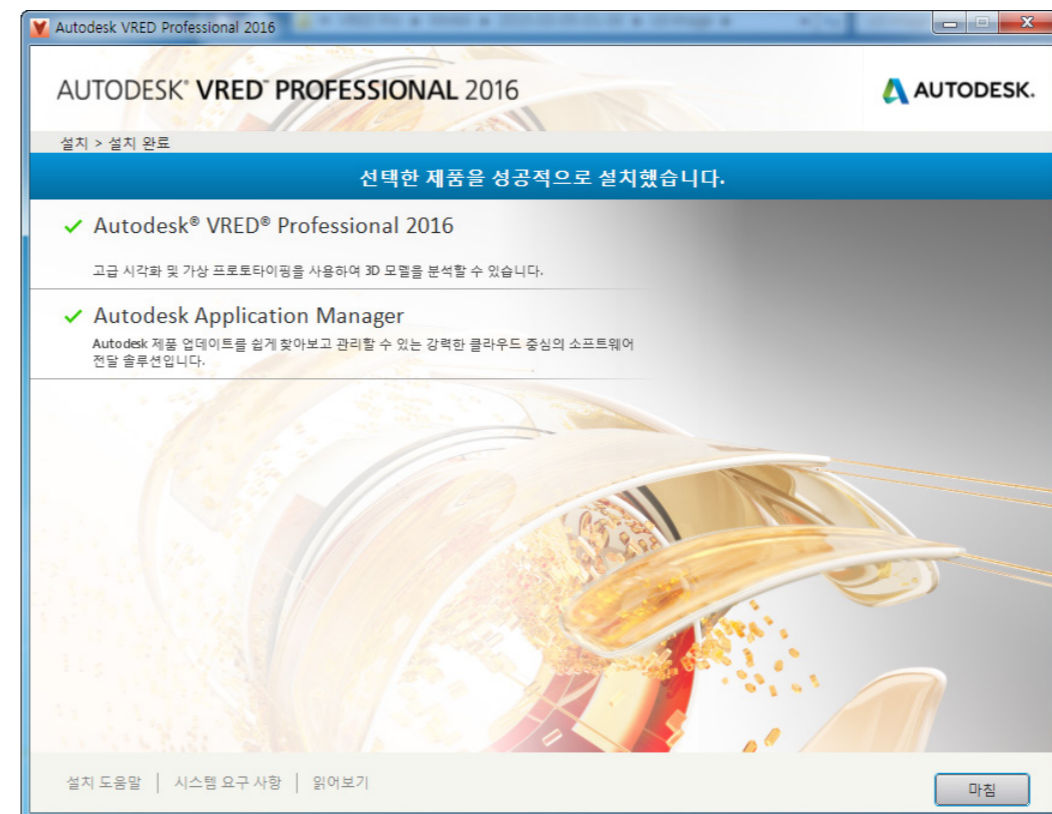 Autodesk VRED Professional 2016
AUTODESK® VRED™ PROFESSIONAL 2016
AUTODESK.
설치 > 설치 완료
선택한 제품을 성공적으로 설치했습니다.
Autodesk® VRED® Professional 2016
고급 시각화 및 가상 프로토타이핑을 사용하여 3D 모델을 분석할 수 있습니다.
Autodesk Application Manager
Autodesk 제품 업데이트를 쉽게 찾아보고 관리할 수 있는 강력한 클라우드 중심의 소프트웨어
전달 솔루션입니다.
설치 도움말 | 시스템 요구 사항 | 읽어보기
마침